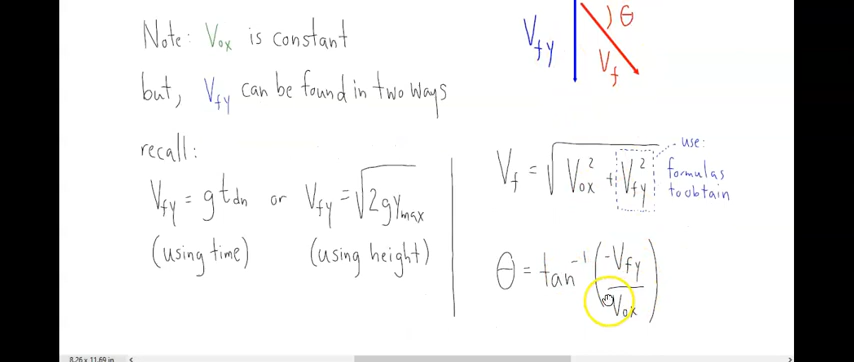 θ
Vfy
Vf
Note: Vox is constant
but, Vfy can be found in two ways
recall:
Vfy = g tdn or Vfy = √2gymax
(using time) (using height)
Vf = √Vox² + Vfy²
use:
formulas
to obtain
θ = tan⁻¹(-Vfy/Vox)
8.26 x 11.69 in